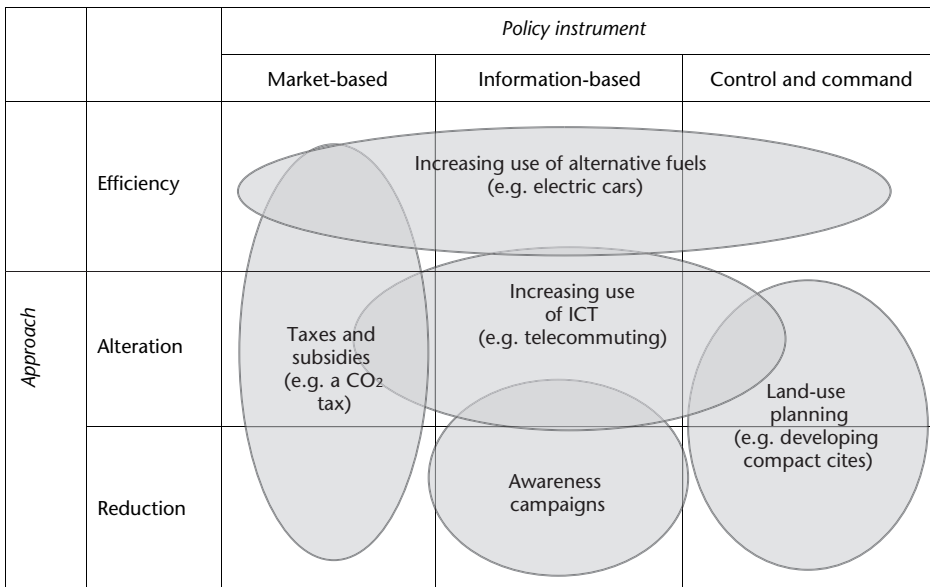 Policy instrument
Market-based
Information-based
Control and command
Approach
Efficiency
Increasing use of alternative fuels
(e.g. electric cars)
Alteration
Taxes and
subsidies
(e.g. a CO₂
tax)
Increasing use
of ICT
(e.g. telecommuting)
Land-use
planning
(e.g. developing
compact cites)
Reduction
Awareness
campaigns